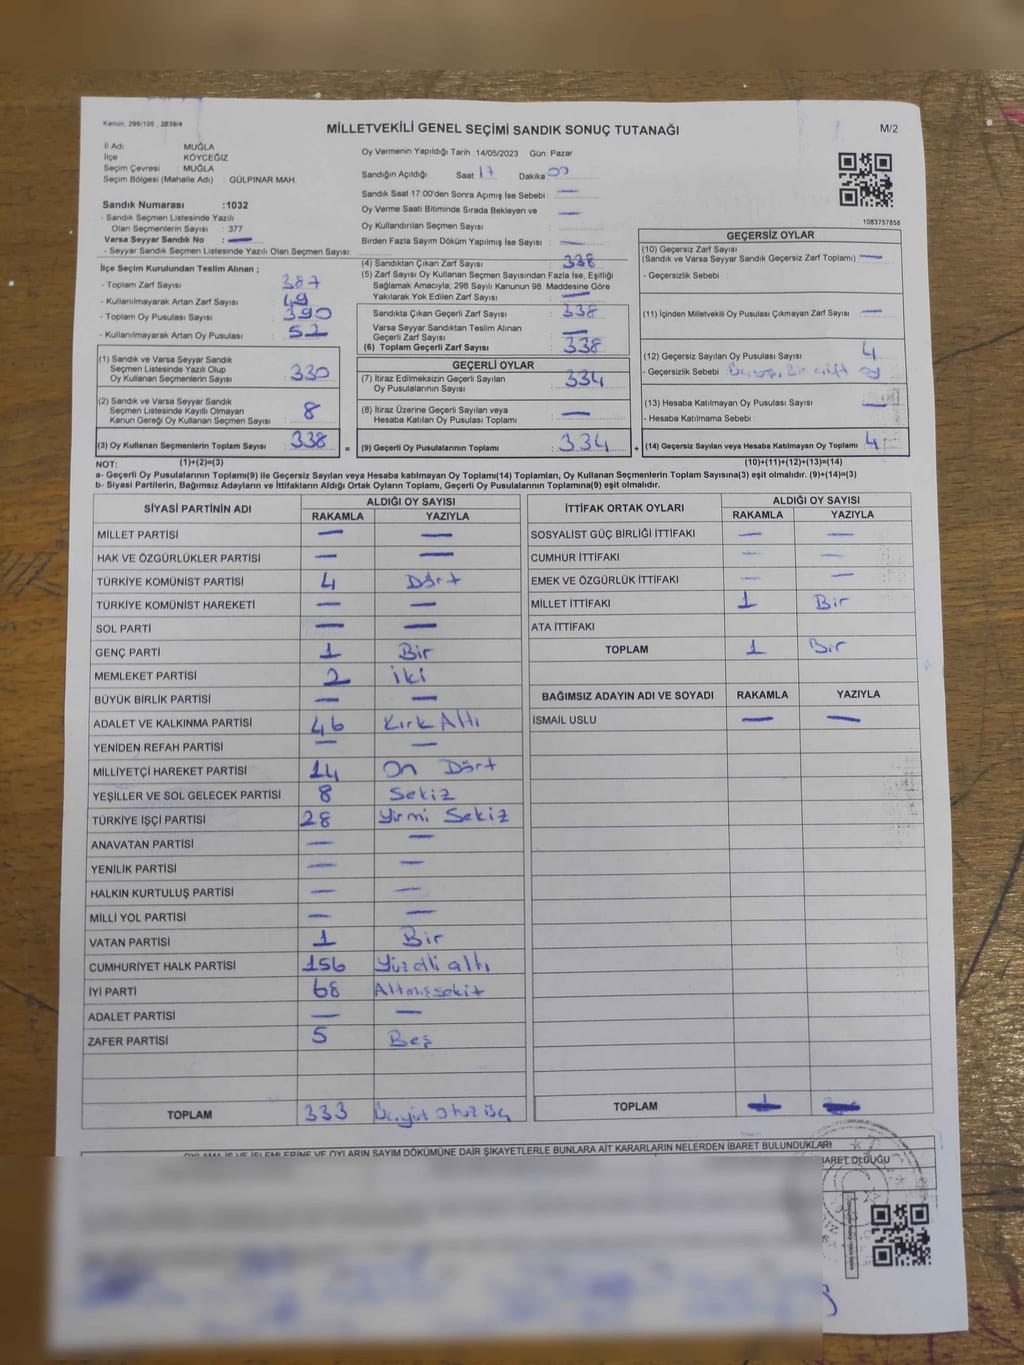 Kanun: 298/105 , 2839/4
MİLLETVEKİLİ GENEL SEÇİMİ SANDIK SONUÇ TUTANAĞI
M/2
İl Adı MUĞLA
İlçe KÖYCEĞİZ
Seçim Çevresi : MUĞLA
Seçim Bölgesi (Mahalle Adı) : GÜLPINAR MAH.
Sandık Numarası :1032
- Sandık Seçmen Listesinde Yazılı
Olan Seçmenlerin Sayısı : 377
Varsa Seyyar Sandık No : —
- Seyyar Sandık Seçmen Listesinde Yazılı Olan Seçmen Sayısı :
Oy Vermenin Yapıldığı Tarih :14/05/2023 Gün: Pazar
Sandığın Açıldığı Saat 17 Dakika 00
Sandık Saat 17:00'den Sonra Açımış İse Sebebi : —
Oy Verme Saati Bitiminde Sırada Bekleyen ve —
Oy Kullandırılan Seçmen Sayısı
Birden Fazla Sayım Döküm Yapılmış İse Sayısı —
1083757858
İlçe Seçim Kurulundan Teslim Alınan ;
- Toplam Zarf Sayısı 387
- Kullanılmayarak Artan Zarf Sayısı 49
- Toplam Oy Pusulası Sayısı 390
- Kullanılmayarak Artan Oy Pusulası 52
(1) Sandık ve Varsa Seyyar Sandık
Seçmen Listesinde Yazılı Olup
Oy Kullanan Seçmenlerin Sayısı 330
(2) Sandık ve Varsa Seyyar Sandık
Seçmen Listesinde Kayıtlı Olmayan
Kanun Gereği Oy Kullanan Seçmen Sayısı 8
(3) Oy Kullanan Seçmenlerin Toplam Sayısı 338 =
(1)+(2)=(3)
(4) Sandıktan Çıkan Zarf Sayısı 338
(5) Zarf Sayısı Oy Kullanan Seçmen Sayısından Fazla İse, Eşitliği
Sağlamak Amacıyla; 298 Sayılı Kanunun 98. Maddesine Göre
Yakılarak Yok Edilen Zarf Sayısı —
Sandıkta Çıkan Geçerli Zarf Sayısı 338
Varsa Seyyar Sandıktan Teslim Alınan
Geçerli Zarf Sayısı —
(6) Toplam Geçerli Zarf Sayısı 338
GEÇERLİ OYLAR
(7) İtiraz Edilmeksizin Geçerli Sayılan
Oy Pusulalarının Sayısı 334
(8) İtiraz Üzerine Geçerli Sayılan veya
Hesaba Katılan Oy Pusulası Toplamı —
(9) Geçerli Oy Pusulalarının Toplamı 334 +
GEÇERSİZ OYLAR
(10) Geçersiz Zarf Sayısı
(Sandık ve Varsa Seyyar Sandık Geçersiz Zarf Toplamı) —
- Geçersizlik Sebebi :
(11) İçinden Milletvekili Oy Pusulası Çıkmayan Zarf Sayısı —
(12) Geçersiz Sayılan Oy Pusulası Sayısı 4
- Geçersizlik Sebebi oy
(13) Hesaba Katılmayan Oy Pusulası Sayısı —
- Hesaba Katılmama Sebebi
(14) Geçersiz Sayılan veya Hesaba Katılmayan Oy Toplamı 4
(10)+(11)+(12)+(13)=(14)
NOT:
a- Geçerli Oy Pusulalarının Toplamı(9) ile Geçersiz Sayılan veya Hesaba katılmayan Oy Toplamı(14) Toplamları, Oy Kullanan Seçmenlerin Toplam Sayısına(3) eşit olmalıdır. (9)+(14)=(3)
b- Siyasi Partilerin, Bağımsız Adayların ve İttifakların Aldığı Ortak Oyların Toplamı, Geçerli Oy Pusulalarının Toplamına(9) eşit olmalıdır.
SİYASİ PARTİNİN ADI ALDIĞI OY SAYISI
RAKAMLA YAZIYLA
MİLLET PARTİSİ — —
HAK VE ÖZGÜRLÜKLER PARTİSİ — —
TÜRKİYE KOMÜNİST PARTİSİ 4 Dört
TÜRKİYE KOMÜNİST HAREKETİ — —
SOL PARTİ — —
GENÇ PARTİ 1 Bir
MEMLEKET PARTİSİ 2 İki
BÜYÜK BİRLİK PARTİSİ — —
ADALET VE KALKINMA PARTİSİ 46 Kırk Altı
YENİDEN REFAH PARTİSİ — —
MİLLİYETÇİ HAREKET PARTİSİ 14 On Dört
YEŞİLLER VE SOL GELECEK PARTİSİ 8 Sekiz
TÜRKİYE İŞÇİ PARTİSİ 28 Yirmi Sekiz
ANAVATAN PARTİSİ — —
YENİLİK PARTİSİ — —
HALKIN KURTULUŞ PARTİSİ — —
MİLLİ YOL PARTİSİ — —
VATAN PARTİSİ 1 Bir
CUMHURİYET HALK PARTİSİ 156 Yüzelli altı
İYİ PARTİ 68 Altmışsekiz
ADALET PARTİSİ — —
ZAFER PARTİSİ 5 Beş
TOPLAM 333 Üçyüz Otuz Üç
İTTİFAK ORTAK OYLARI ALDIĞI OY SAYISI
RAKAMLA YAZIYLA
SOSYALİST GÜÇ BİRLİĞİ İTTİFAKI — —
CUMHUR İTTİFAKI — —
EMEK VE ÖZGÜRLÜK İTTİFAKI — —
MİLLET İTTİFAKI 1 Bir
ATA İTTİFAKI
TOPLAM 1 Bir
BAĞIMSIZ ADAYIN ADI VE SOYADI RAKAMLA YAZIYLA
İSMAİL USLU — —
TOPLAM
OYLAMA İŞ VE İŞLEMLERİNE VE OYLARIN SAYIM DÖKÜMÜNE DAİR ŞİKAYETLERLE BUNLARA AİT KARARLARIN NELERDEN İBARET BULUNDUKLARI
İBARET OLDUĞU